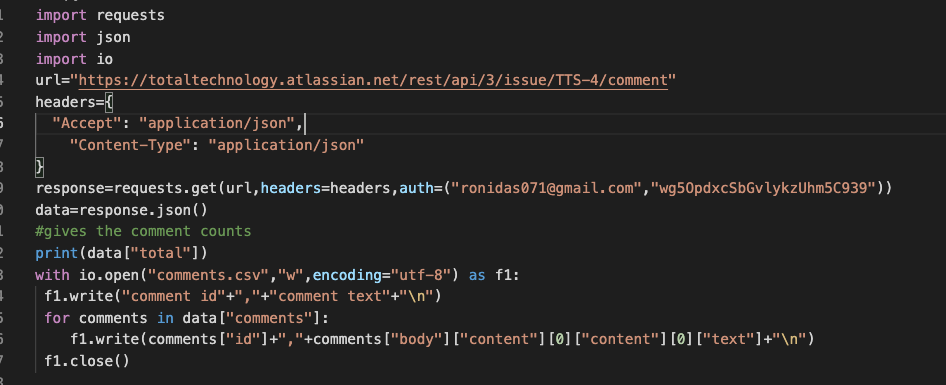 import requests
import json
import io
url="https://totaltechnology.atlassian.net/rest/api/3/issue/TTS-4/comment"
headers={
"Accept": "application/json",
"Content-Type": "application/json"
}
response=requests.get(url,headers=headers,auth=("ronidas071@gmail.com","wg5OpdxcSbGvlykzUhm5C939"))
data=response.json()
#gives the comment counts
print(data["total"])
with io.open("comments.csv","w",encoding="utf-8") as f1:
f1.write("comment id"+","+"comment text"+"\n")
for comments in data["comments"]:
f1.write(comments["id"]+","+comments["body"]["content"][0]["content"][0]["text"]+"\n")
f1.close()